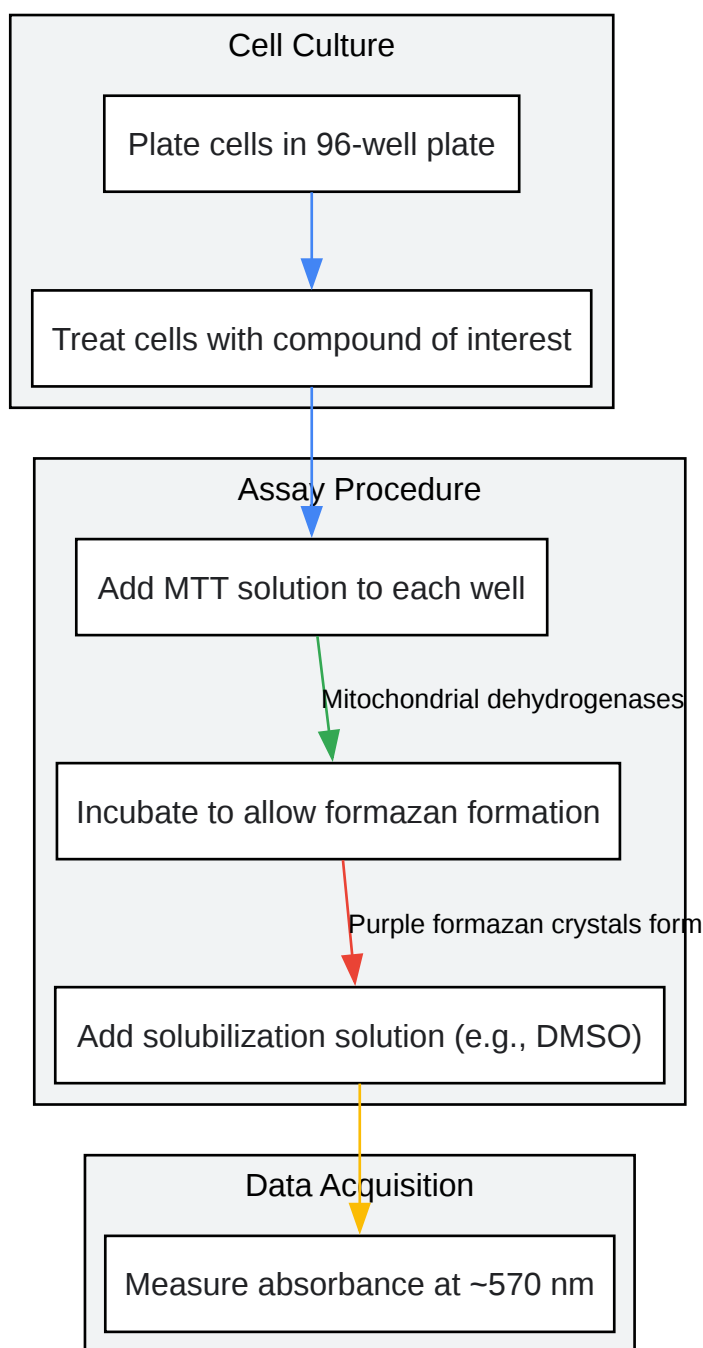 Cell Culture
Plate cells in 96-well plate
Treat cells with compound of interest
Assay Procedure
Add MTT solution to each well
Mitochondrial dehydrogenases
Incubate to allow formazan formation
Purple formazan crystals form
Add solubilization solution (e.g., DMSO)
Data Acquisition
Measure absorbance at ~570 nm